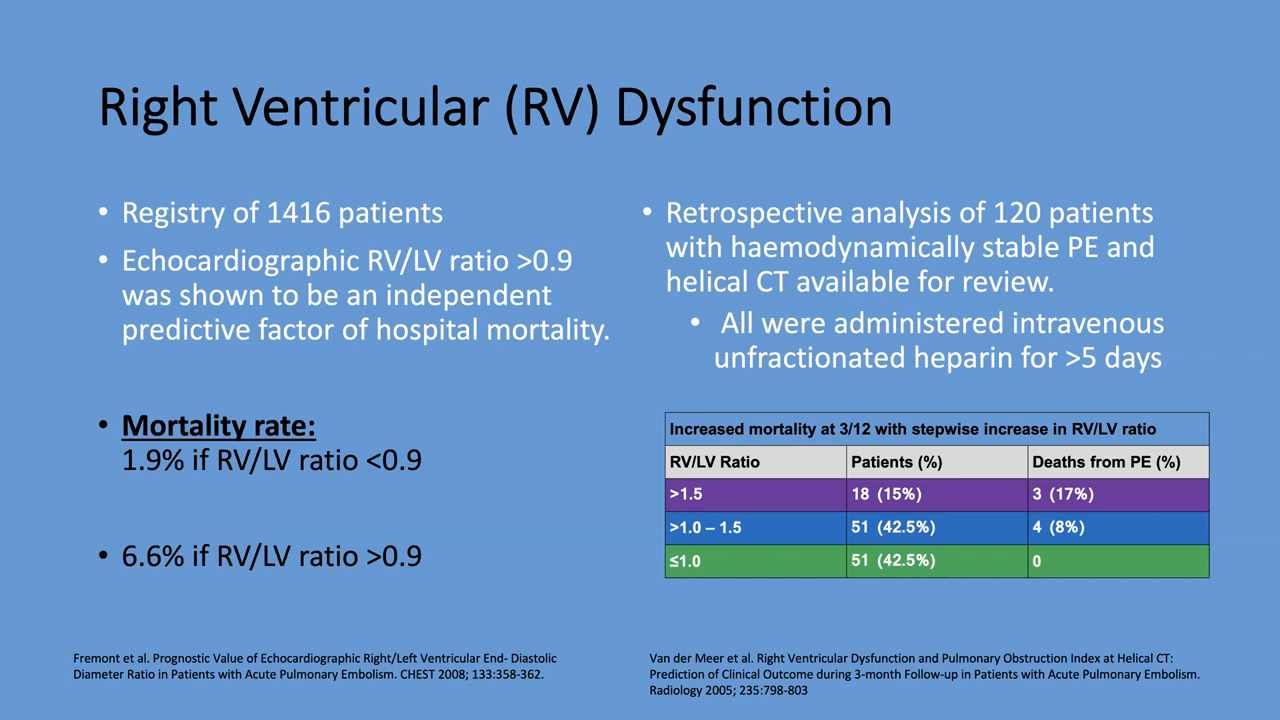 Right Ventricular (RV) Dysfunction
• Registry of 1416 patients
• Echocardiographic RV/LV ratio >0.9
was shown to be an independent
predictive factor of hospital mortality.
• Mortality rate:
1.9% if RV/LV ratio <0.9
• 6.6% if RV/LV ratio >0.9
• Retrospective analysis of 120 patients
with haemodynamically stable PE and
helical CT available for review.
• All were administered intravenous
unfractionated heparin for >5 days
Increased mortality at 3/12 with stepwise increase in RV/LV ratio
RV/LV Ratio Patients (%) Deaths from PE (%)
>1.5 18 (15%) 3 (17%)
>1.0 – 1.5 51 (42.5%) 4 (8%)
≤1.0 51 (42.5%) 0
Fremont et al. Prognostic Value of Echocardiographic Right/Left Ventricular End- Diastolic
Diameter Ratio in Patients with Acute Pulmonary Embolism. CHEST 2008; 133:358-362.
Van der Meer et al. Right Ventricular Dysfunction and Pulmonary Obstruction Index at Helical CT:
Prediction of Clinical Outcome during 3-month Follow-up in Patients with Acute Pulmonary Embolism.
Radiology 2005; 235:798-803